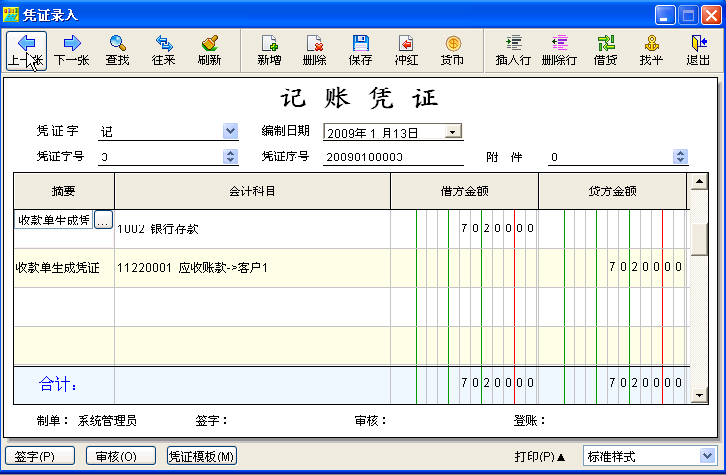 凭证录入
上一张 下一张 查找 往来 刷新 新增 删除 保存 冲红 货币 插入行 删除行 借贷 找平 退出
记 账 凭 证
凭 证 字 记 编制日期 2009年 1 月13日
凭证字号 3 凭证序号 20090100003 附 件 0
摘要 会计科目 借方金额 贷方金额
收款单生成凭 ... 1002 银行存款 7020000
收款单生成凭证 11220001 应收账款->客户1 7020000
合计： 7020000 7020000
制单： 系统管理员 签字： 审核： 登账：
签字(P) 审核(O) 凭证模板(M) 打印(P)▲ 标准样式